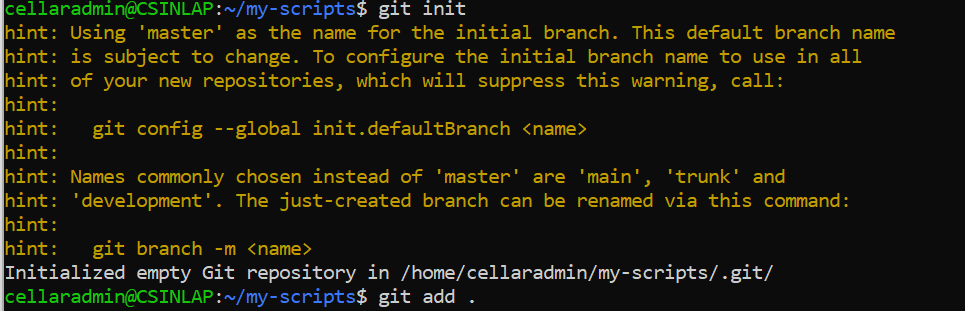 cellaradmin@CSINLAP:~/my-scripts$ git init
hint: Using 'master' as the name for the initial branch. This default branch name
hint: is subject to change. To configure the initial branch name to use in all
hint: of your new repositories, which will suppress this warning, call:
hint:
hint:   git config --global init.defaultBranch <name>
hint:
hint: Names commonly chosen instead of 'master' are 'main', 'trunk' and
hint: 'development'. The just-created branch can be renamed via this command:
hint:
hint:   git branch -m <name>
Initialized empty Git repository in /home/cellaradmin/my-scripts/.git/
cellaradmin@CSINLAP:~/my-scripts$ git add .